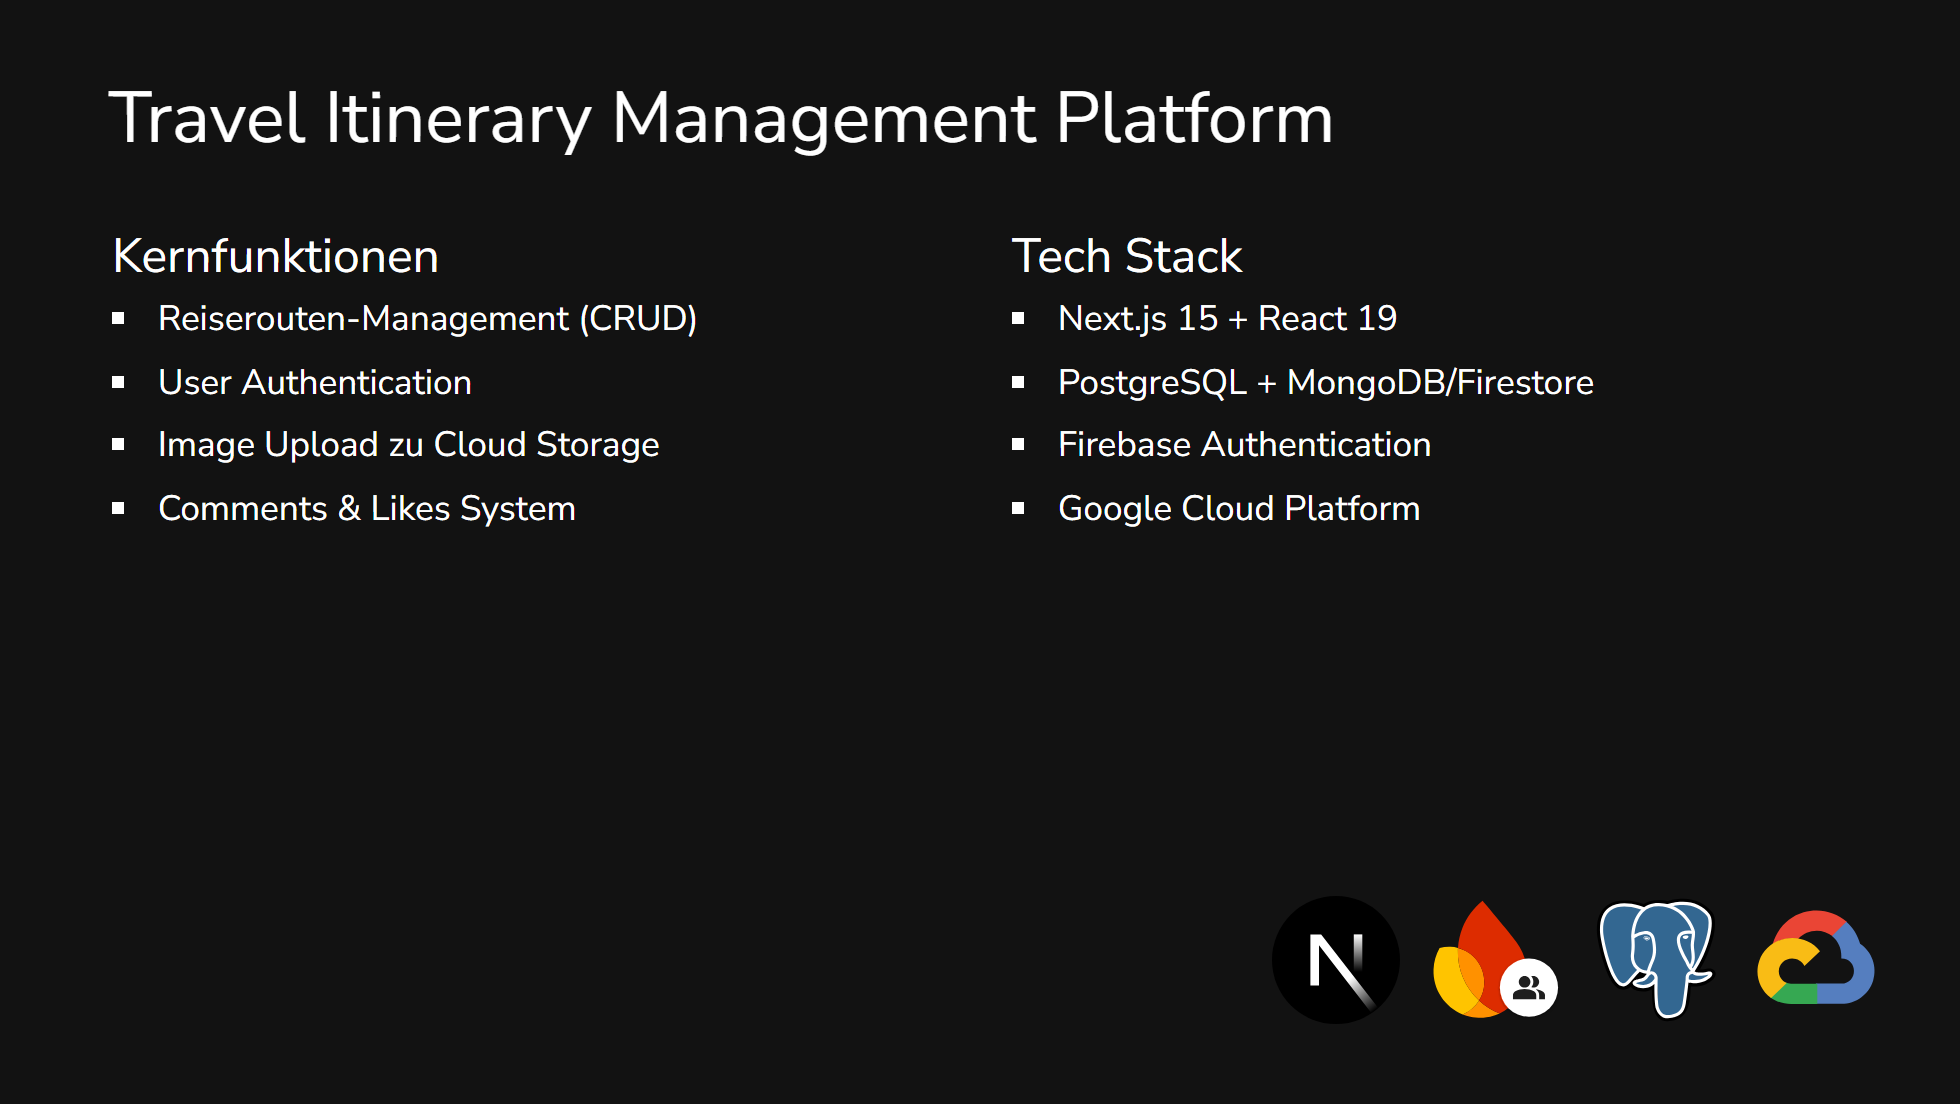 Travel Itinerary Management Platform
Kernfunktionen
Reiserouten-Management (CRUD)
User Authentication
Image Upload zu Cloud Storage
Comments & Likes System
Tech Stack
Next.js 15 + React 19
PostgreSQL + MongoDB/Firestore
Firebase Authentication
Google Cloud Platform